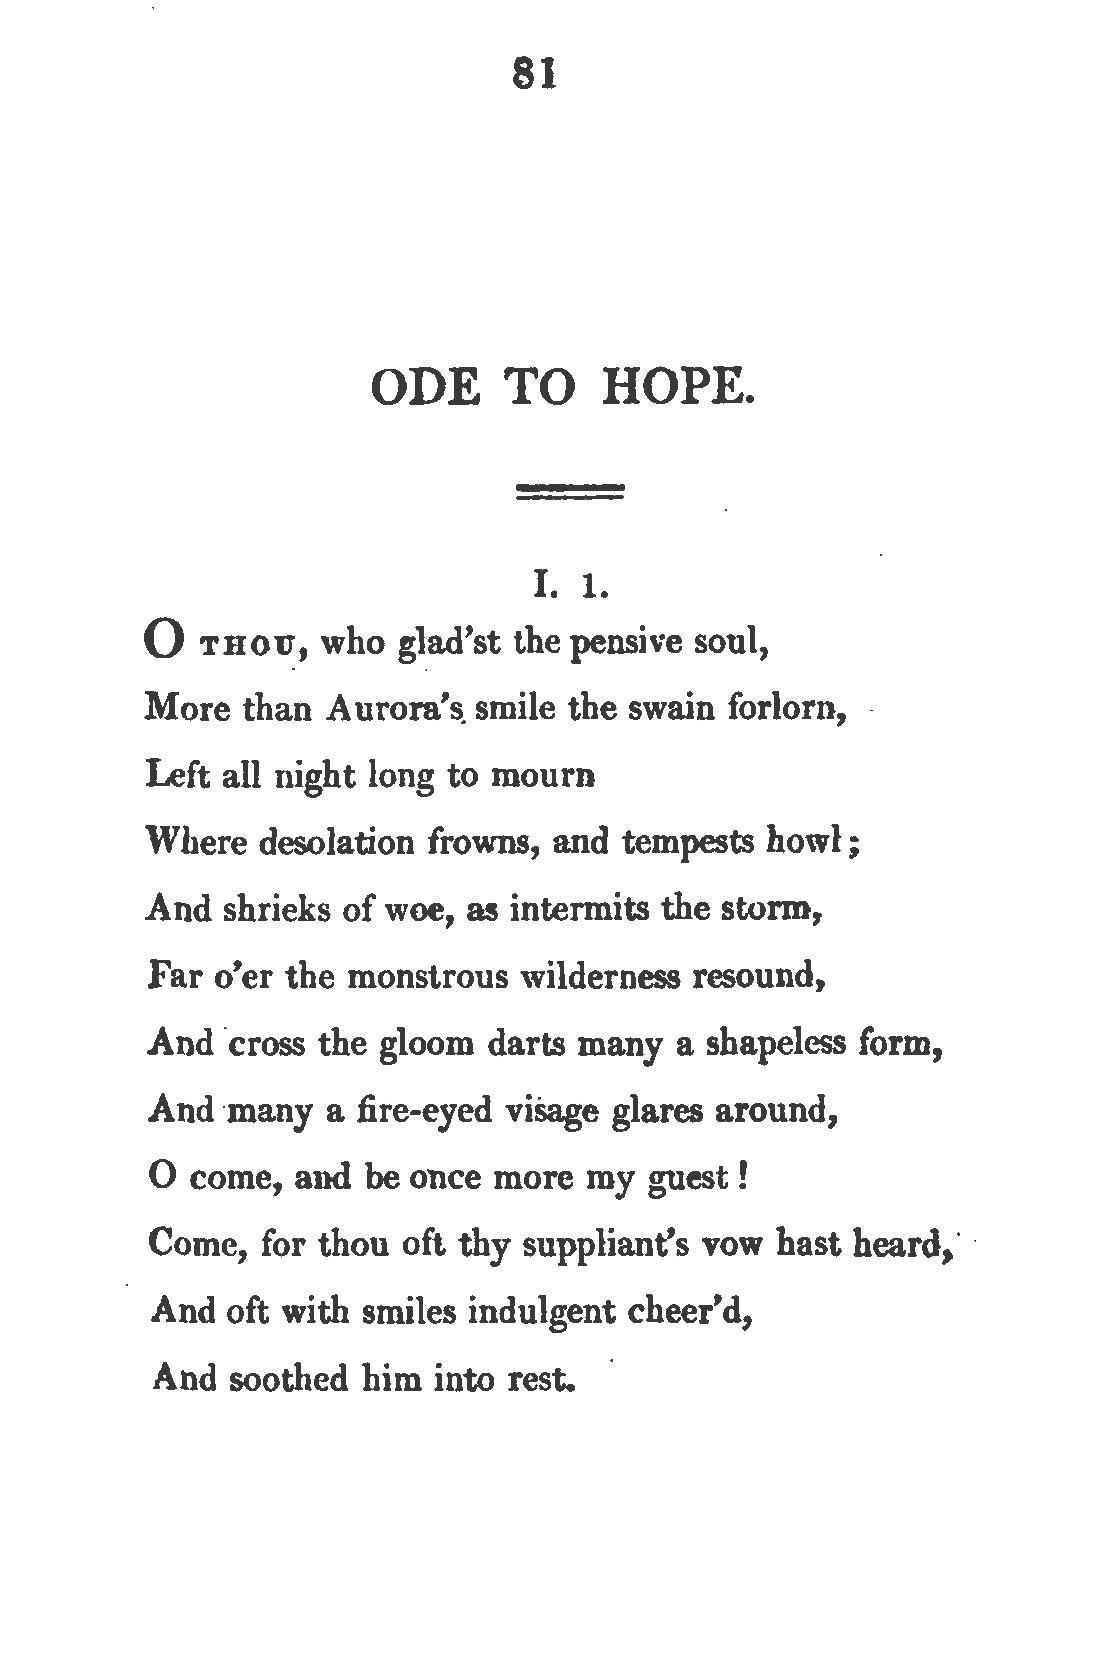 81
ODE TO HOPE.
I. 1.
O THOU, who glad'st the pensive soul,
More than Aurora's smile the swain forlorn,
Left all night long to mourn
Where desolation frowns, and tempests howl;
And shrieks of woe, as intermits the storm,
Far o'er the monstrous wilderness resound,
And cross the gloom darts many a shapeless form,
And many a fire-eyed visage glares around,
O come, and be once more my guest!
Come, for thou oft thy suppliant's vow hast heard,
And oft with smiles indulgent cheer'd,
And soothed him into rest.